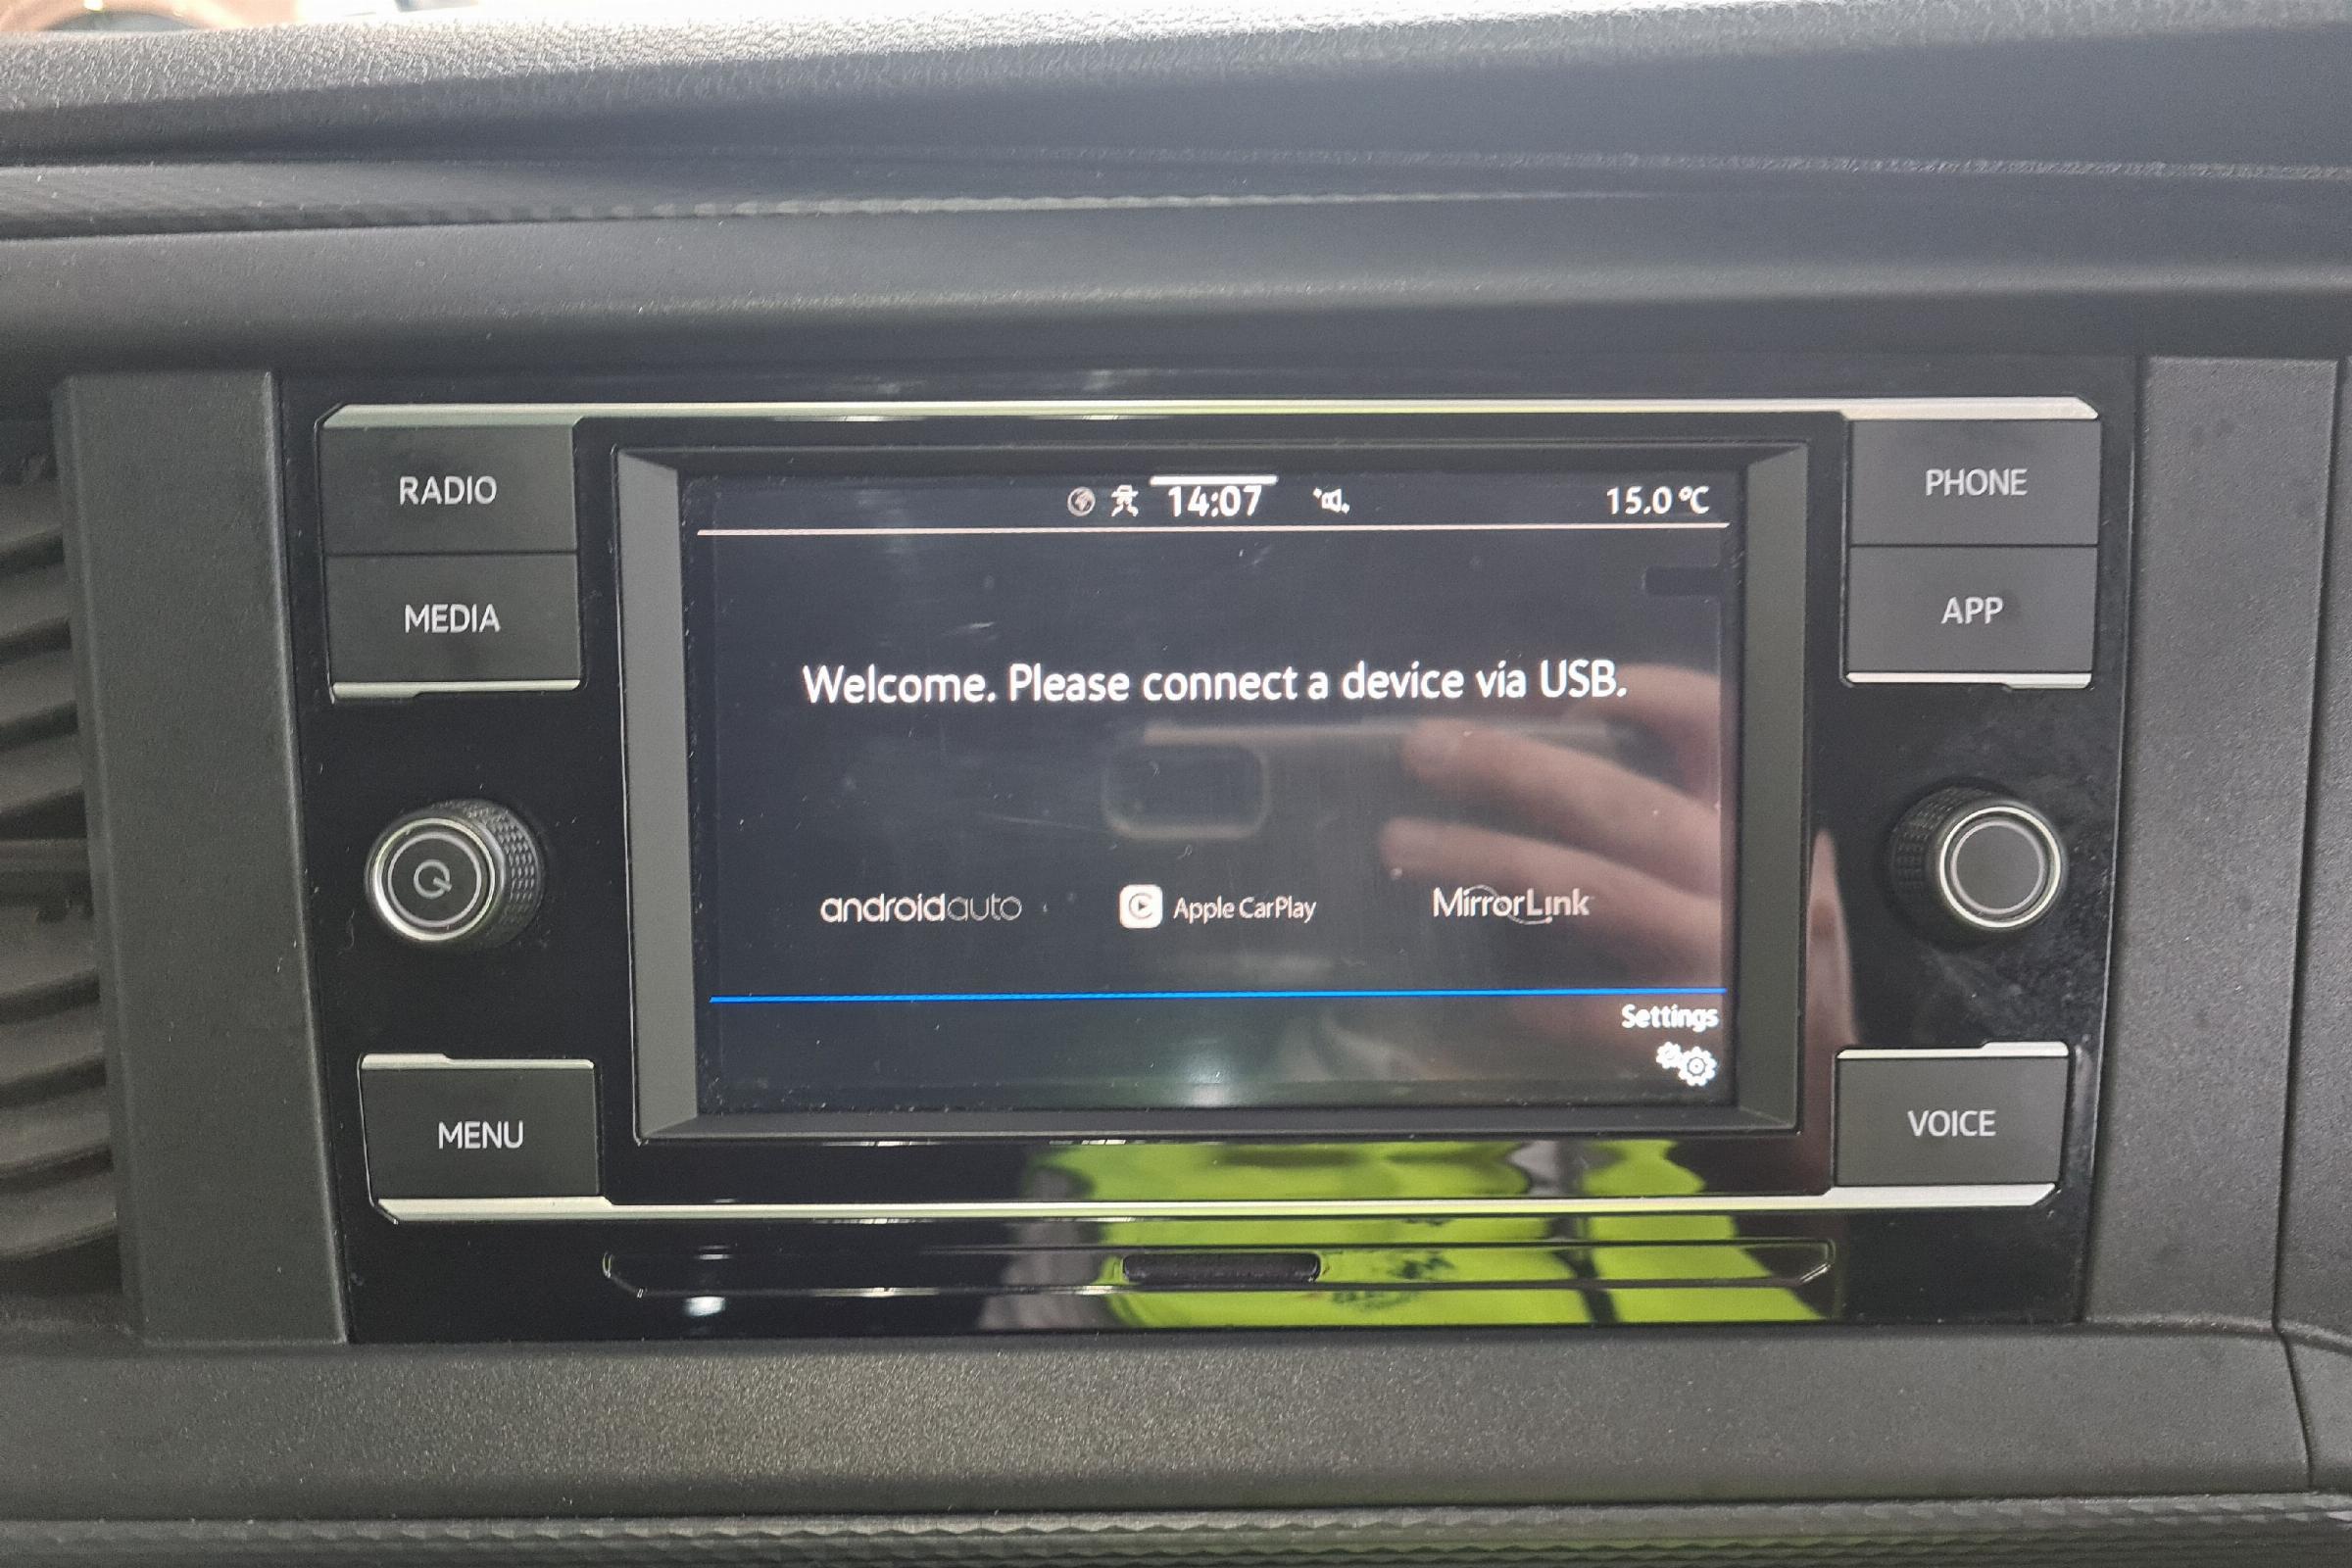 RADIO
MEDIA
MENU
14:07
15.0 °C
Welcome. Please connect a device via USB.
androidauto
Apple CarPlay
MirrorLink
Settings
PHONE
APP
VOICE